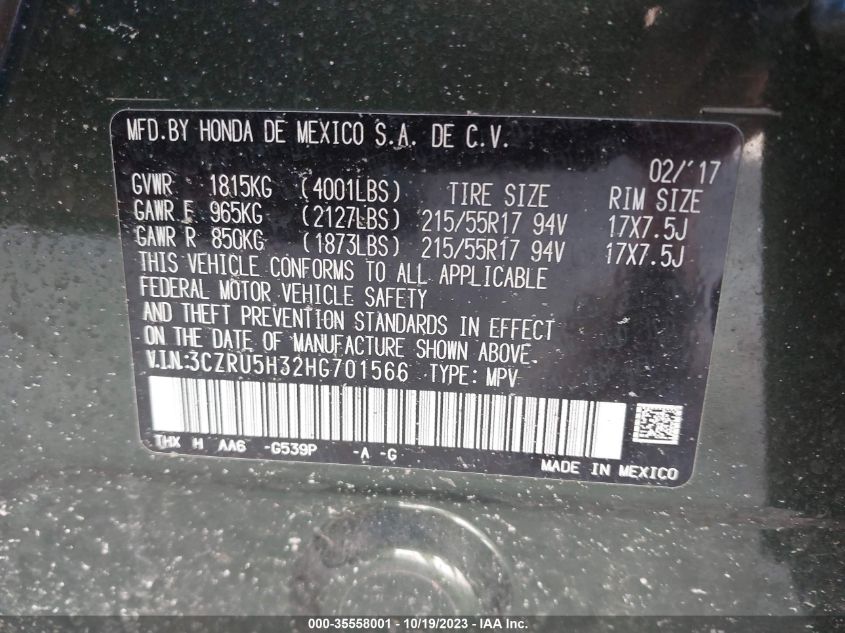 MFD.BY HONDA DE MEXICO S.A. DE C.V.
02/'17
GVWR 1815KG (4001LBS) TIRE SIZE RIM SIZE
GAWR F 965KG (2127LBS) 215/55R17 94V 17X7.5J
GAWR R 850KG (1873LBS) 215/55R17 94V 17X7.5J
THIS VEHICLE CONFORMS TO ALL APPLICABLE
FEDERAL MOTOR VEHICLE SAFETY
AND THEFT PREVENTION STANDARDS IN EFFECT
ON THE DATE OF MANUFACTURE SHOWN ABOVE.
V.I.N:3CZRU5H32HG701566 TYPE: MPV
THX H AA6 -G539P -A -G
MADE IN MEXICO
000-35558001 | 10/19/2023 - IAA Inc.